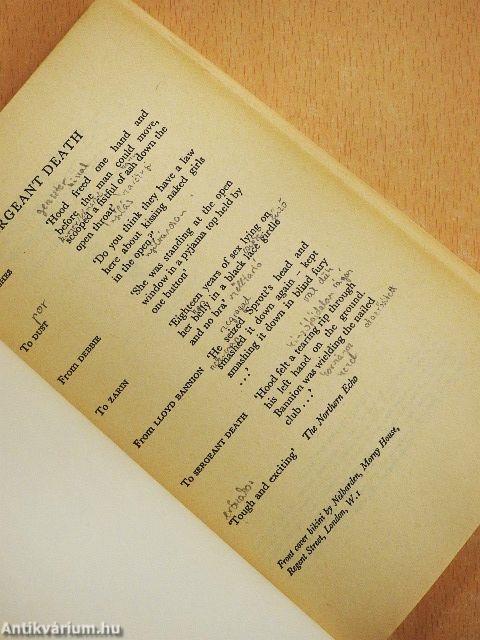 RGEANT DEATH
'Hood freed one hand and
before the man could move,
scooped a fistful of ash down the
open throat.'
To DUST
por
'Do you think they have a law
here about kissing naked girls
in the open,'
From DEBBIE
'She was standing at the open
window in a pyjama top held by
one button'
To ZARIN
'Eighteen years of sex lying on
her belly in a black lace girdle
and no bra'
From LLOYD BANNION
'He seized Sprott's head and
smashed it down again – kept
smashing it down in blind fury
...'
To SERGEANT DEATH
'Hood felt a tearing rip through
his left hand on the ground.
Bannion was wielding the nailed
club ...'
'Tough and exciting'
The Northern Echo
Front cover bikini by Nalbarden, Morny House,
Regent Street, London, W.1
Antikvárium.hu